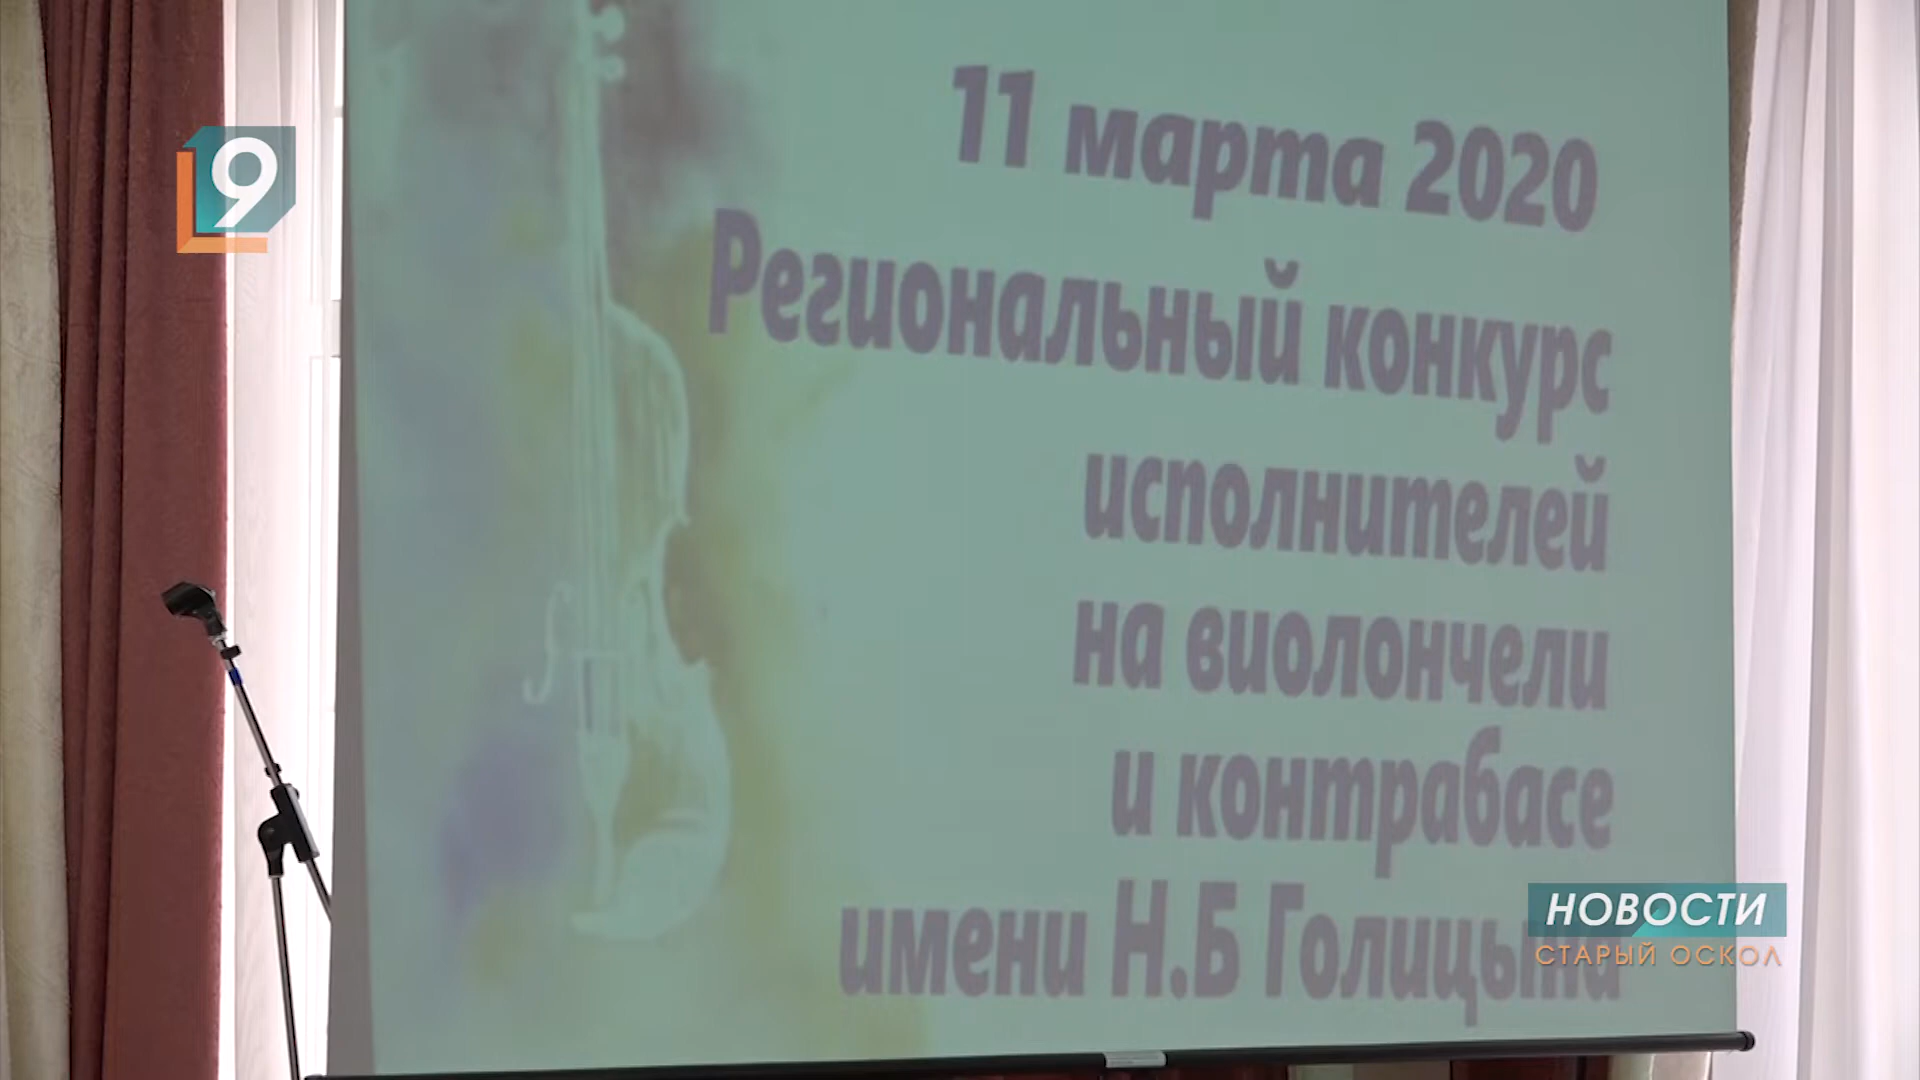 9
11 марта 2020
Региональный конкурс
исполнителей
на виолончели
и контрабасе
имени Н.Б Голицына
НОВОСТИ
СТАРЫЙ ОСКОЛ